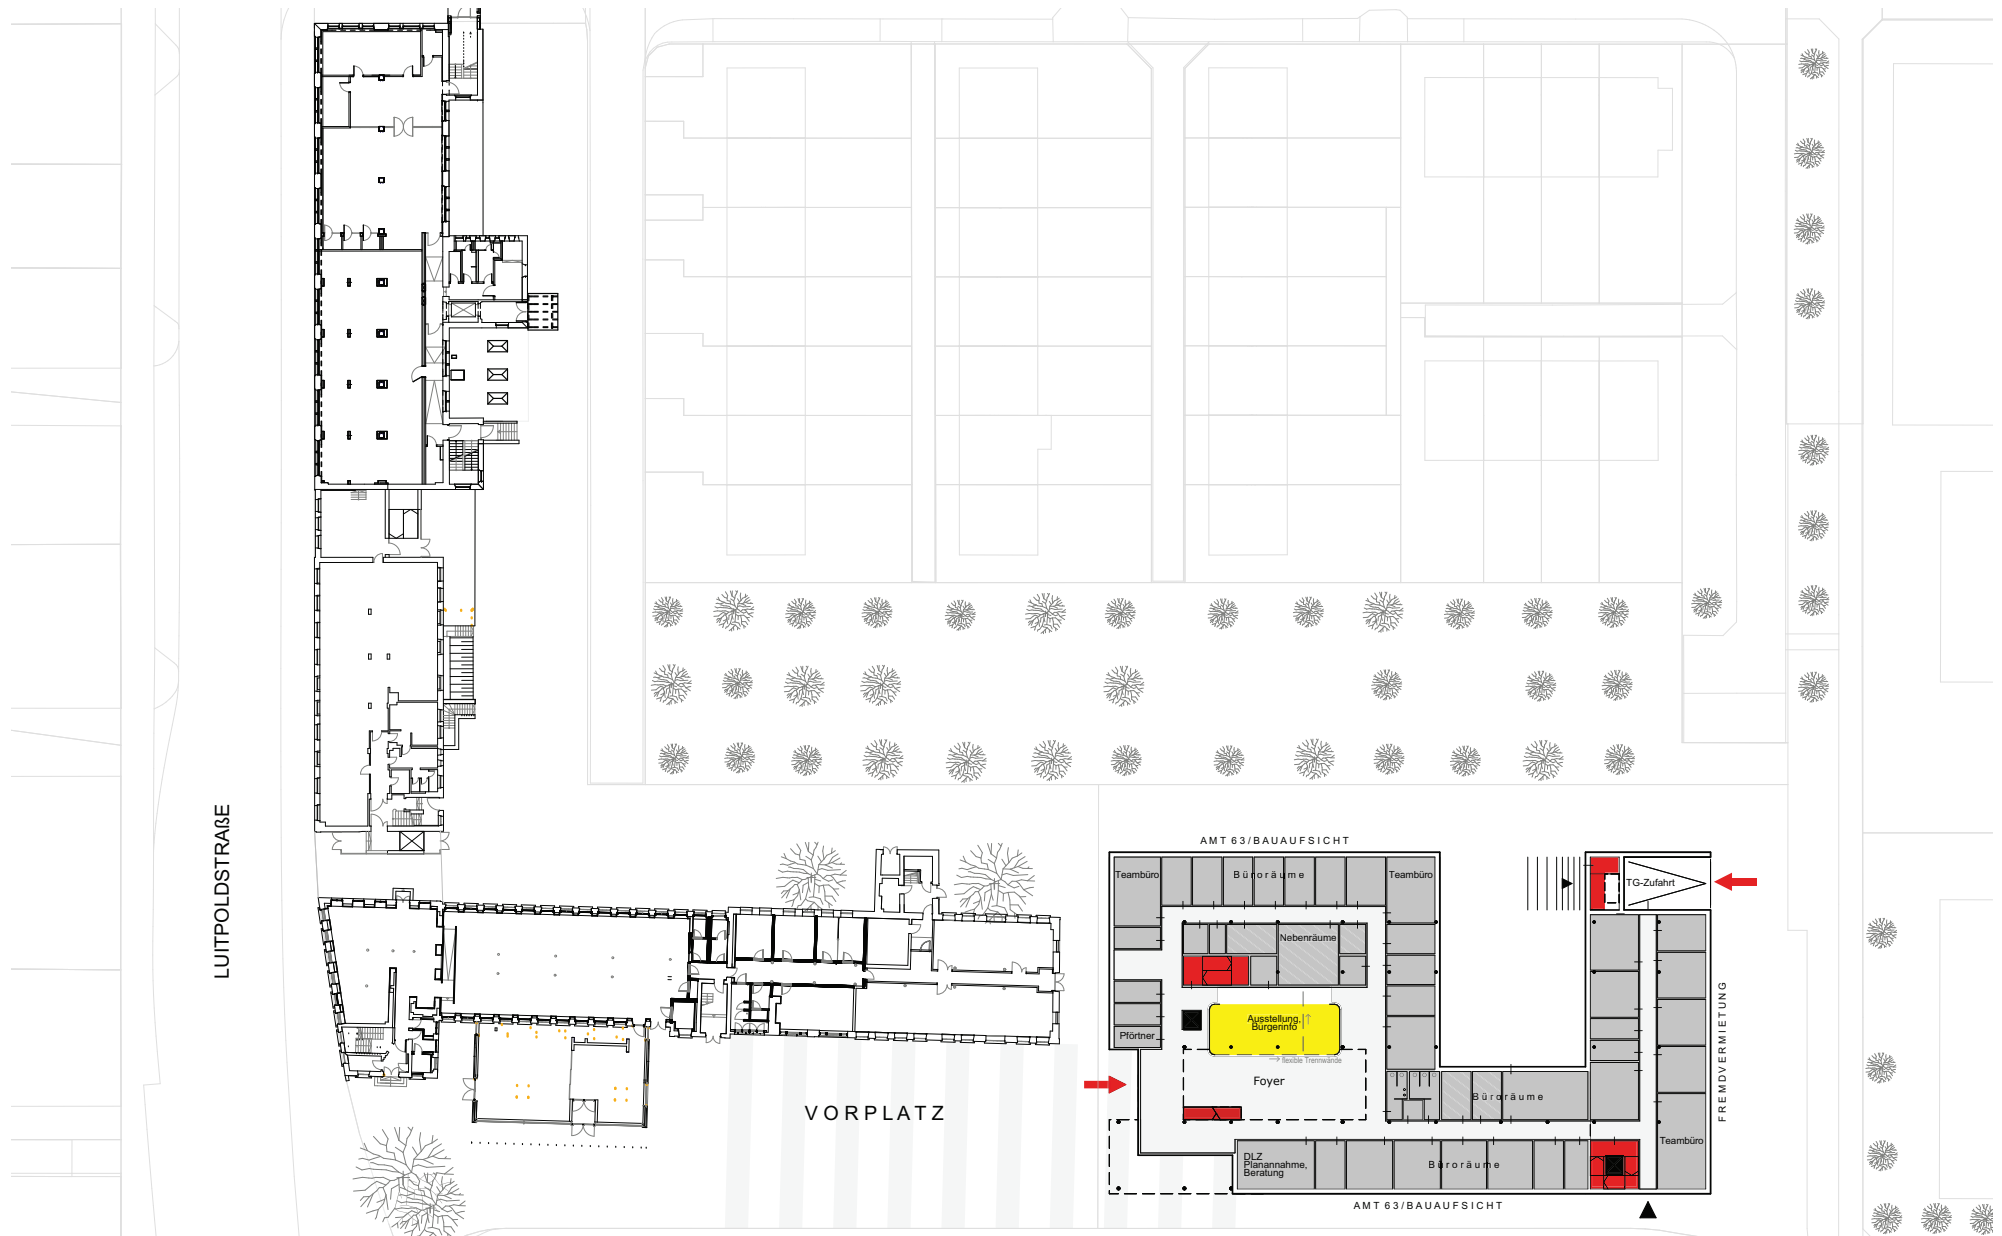 AMT 63/BAUAUFSICHT
Teambüro
Büroräume
Teambüro
TG-Zufahrt
Nebenräume
LUITPOLDSTRAßE
Ausstellung,
Bürgerinfo
Pförtner
flexible Trennwände
Foyer
FREMDVERMIETUNG
VORPLATZ
Büroräume
Teambüro
DLZ
Planannahme,
Beratung
Büroräume
AMT 63/BAUAUFSICHT